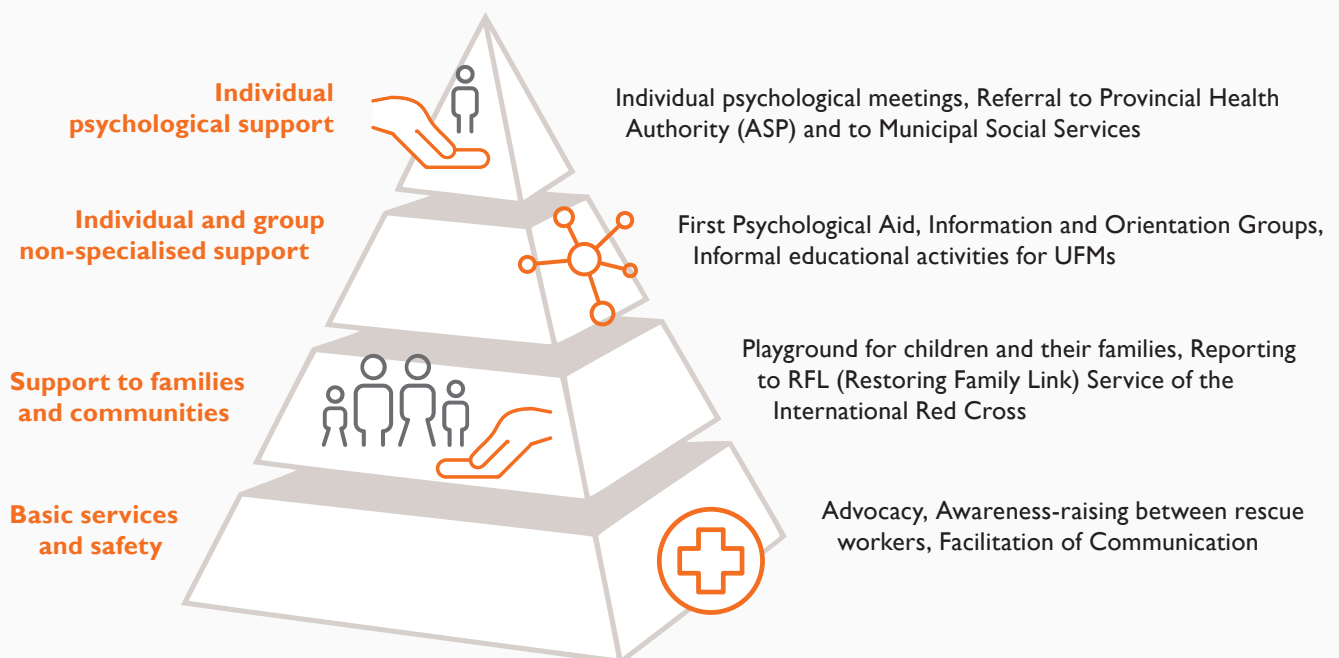 Individual
psychological support
Individual psychological meetings, Referral to Provincial Health
Authority (ASP) and to Municipal Social Services
Individual and group
non-specialised support
First Psychological Aid, Information and Orientation Groups,
Informal educational activities for UFMs
Support to families
and communities
Playground for children and their families, Reporting
to RFL (Restoring Family Link) Service of the
International Red Cross
Basic services
and safety
Advocacy, Awareness-raising between rescue
workers, Facilitation of Communication